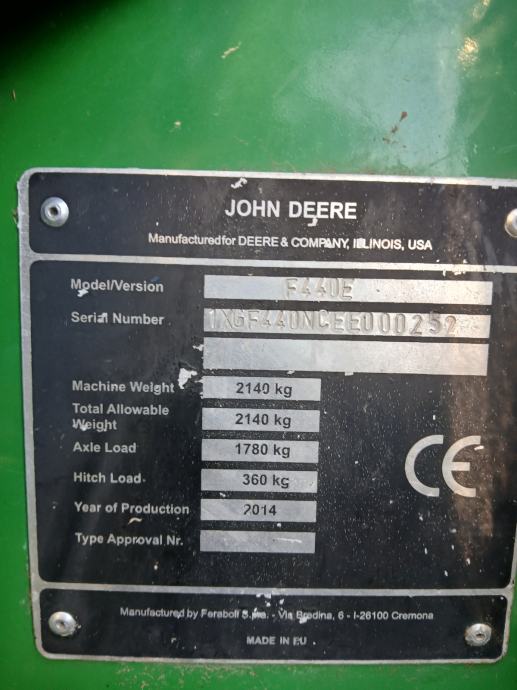 JOHN DEERE
Manufactured for DEERE & COMPANY, ILLINOIS, USA
Model/Version F440E
Serial Number 1XGF440NCEE000252
Machine Weight 2140 kg
Total Allowable
Weight 2140 kg
Axle Load 1780 kg
Hitch Load 360 kg
Year of Production 2014
Type Approval Nr.
CE
Manufactured by Feraboli S.p.a. - Via Bredina, 6 - I-26100 Cremona
MADE IN EU